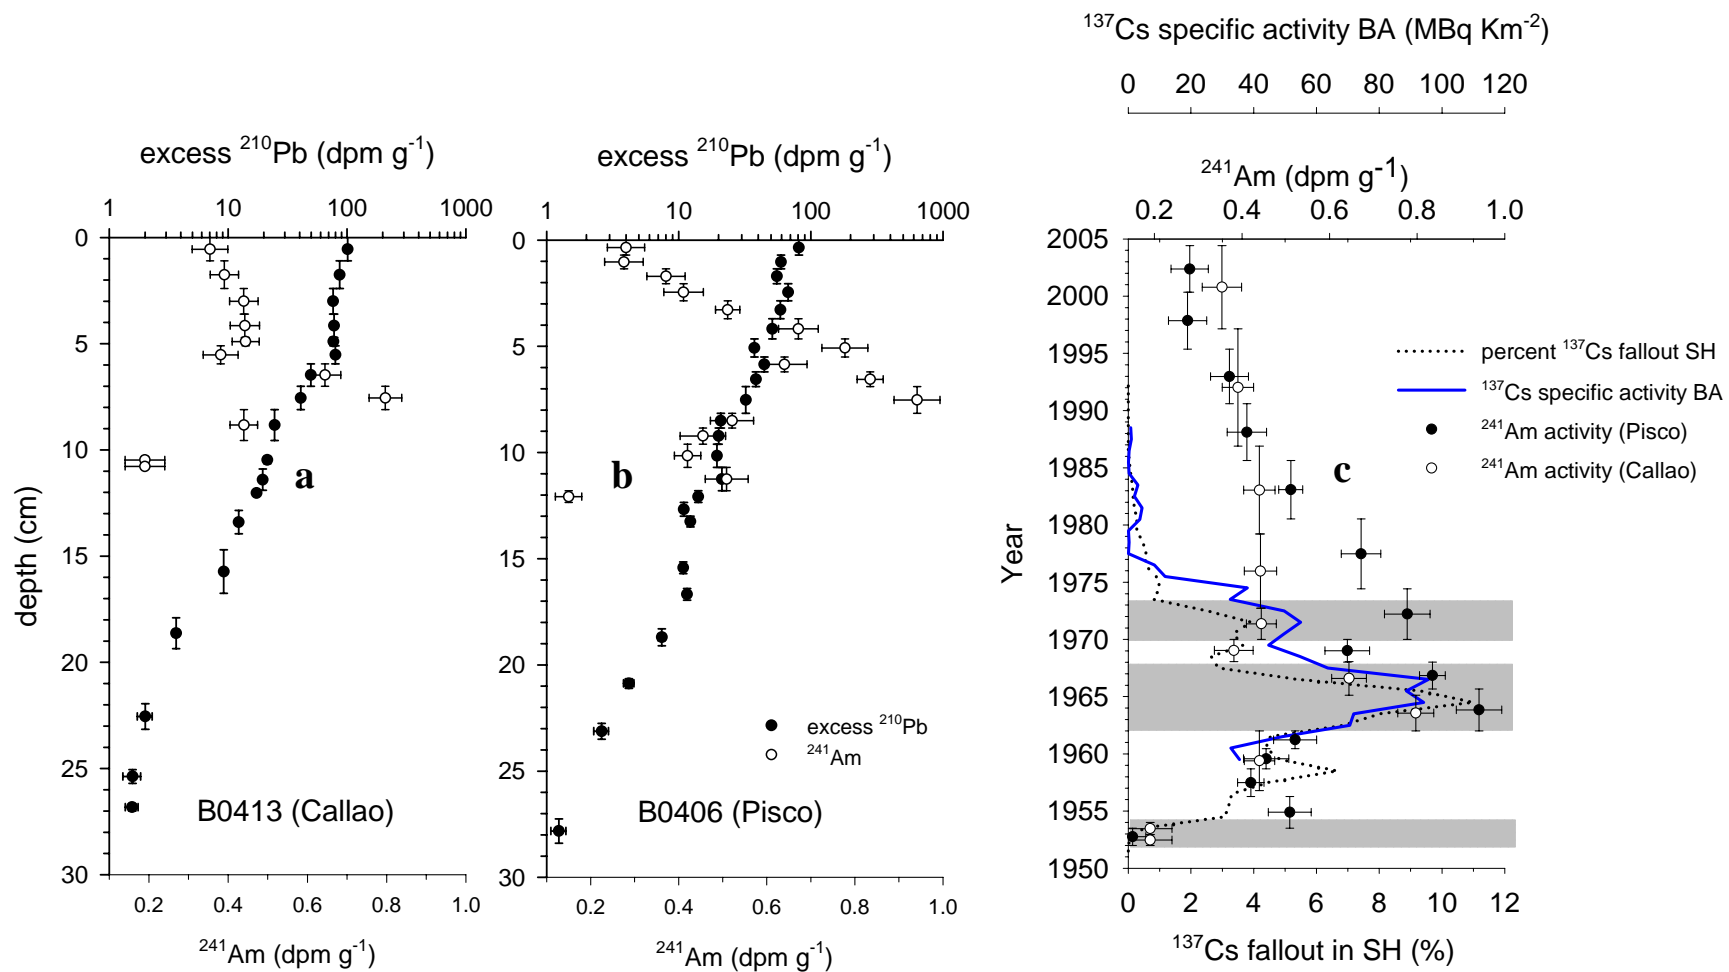 ¹³⁷Cs specific activity BA (MBq Km⁻²)
0 20 40 60 80 100 120
excess ²¹⁰Pb (dpm g⁻¹)
1 10 100 1000
0
5
10
15
20
25
30
depth (cm)
a
B0413 (Callao)
0.2 0.4 0.6 0.8 1.0
²⁴¹Am (dpm g⁻¹)
excess ²¹⁰Pb (dpm g⁻¹)
1 10 100 1000
0
5
10
15
20
25
30
b
excess ²¹⁰Pb
²⁴¹Am
B0406 (Pisco)
0.2 0.4 0.6 0.8 1.0
²⁴¹Am (dpm g⁻¹)
²⁴¹Am (dpm g⁻¹)
0.2 0.4 0.6 0.8 1.0
2005
2000
1995
1990
1985
1980
1975
1970
1965
1960
1955
1950
Year
percent ¹³⁷Cs fallout SH
¹³⁷Cs specific activity BA
²⁴¹Am activity (Pisco)
²⁴¹Am activity (Callao)
c
0 2 4 6 8 10 12
¹³⁷Cs fallout in SH (%)